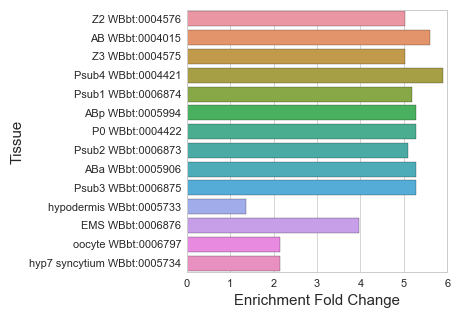 Z2 WBbt:0004576
AB WBbt:0004015
Z3 WBbt:0004575
Psub4 WBbt:0004421
Psub1 WBbt:0006874
ABp WBbt:0005994
P0 WBbt:0004422
Psub2 WBbt:0006873
ABa WBbt:0005906
Psub3 WBbt:0006875
hypodermis WBbt:0005733
EMS WBbt:0006876
oocyte WBbt:0006797
hyp7 syncytium WBbt:0005734
Tissue
0 1 2 3 4 5 6
Enrichment Fold Change